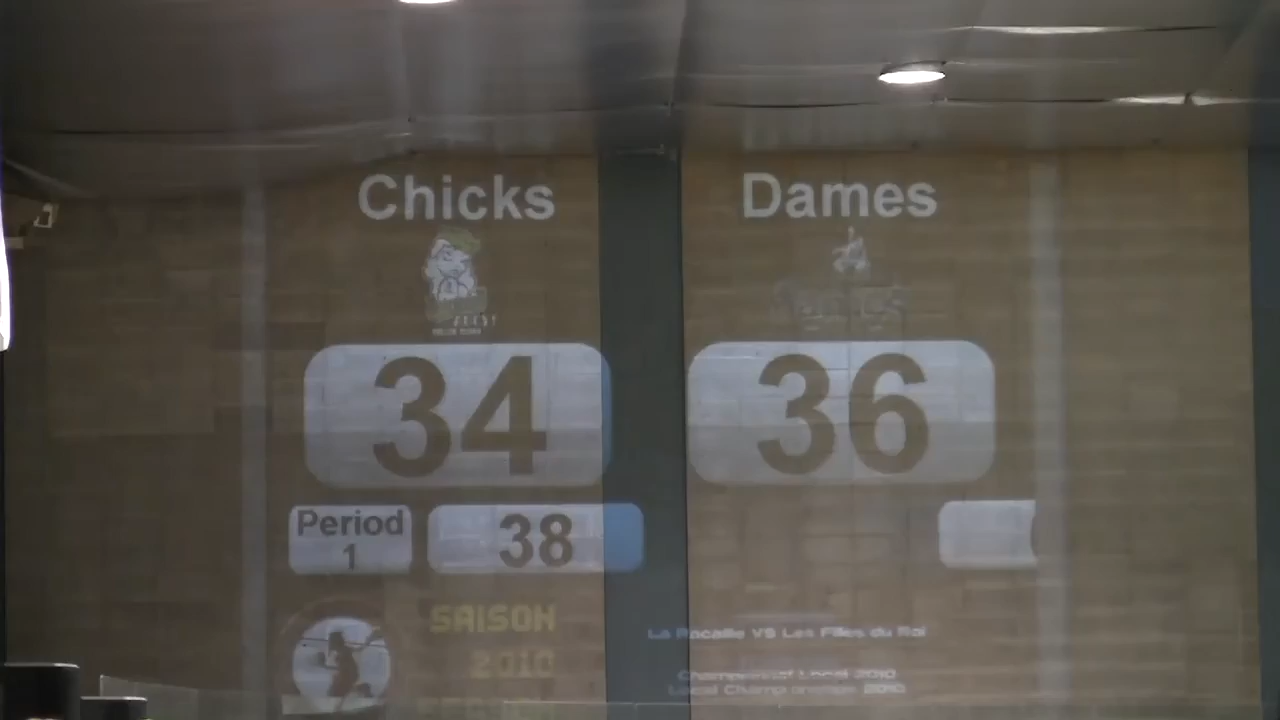 Chicks
Dames
34
36
Period
1
38
SAISON
2010
La Racaille VS Les Filles du Roi
Championnat Local 2010
Local Championship 2010